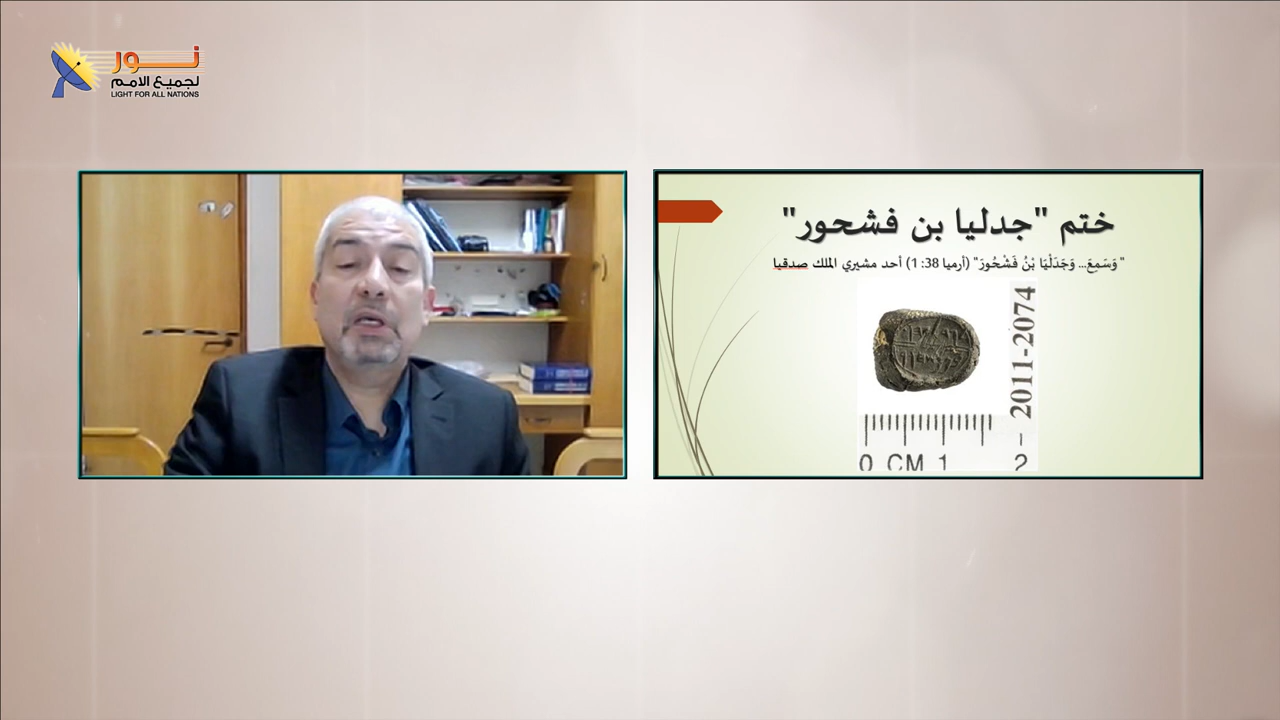 نور
لجميع الامم
LIGHT FOR ALL NATIONS
ختم "جدليا بن فشحور"
"وَسَمِعَ... وَجَدَلْيَا بْنُ فَشْحُورَ" (أرميا 38: 1) أحد مشيري الملك صدقيا
2011-2074
0 CM 1 2